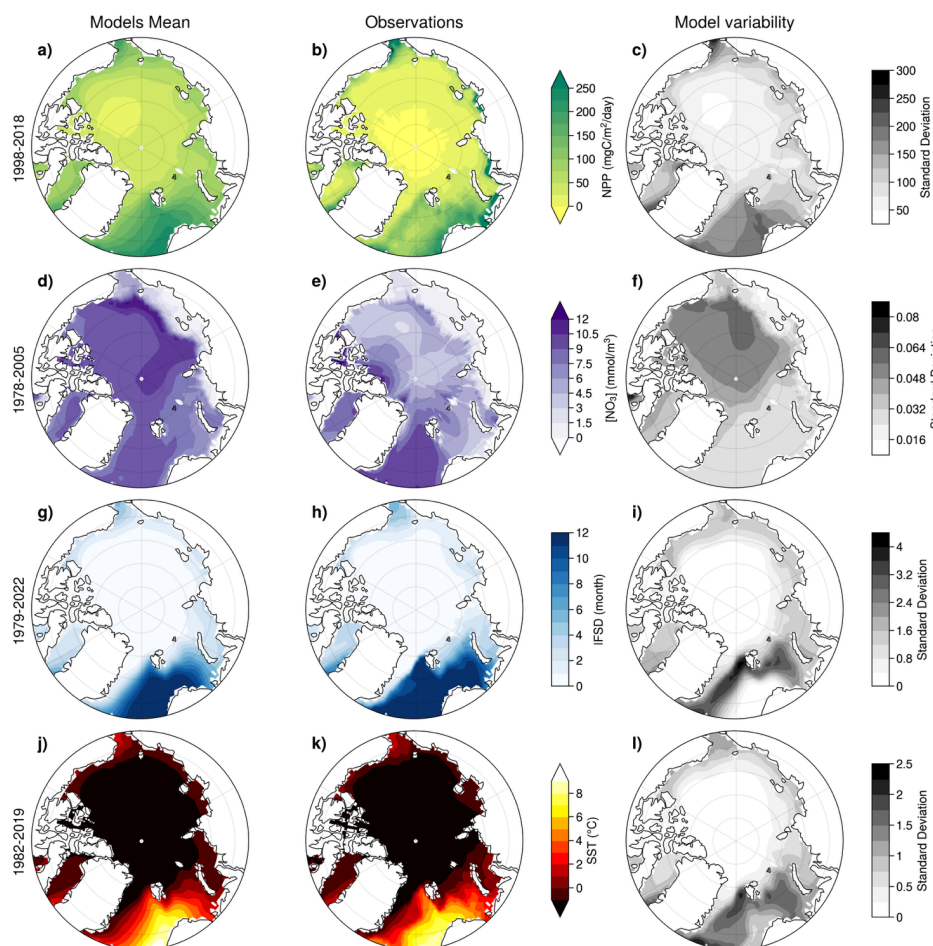 Models Mean
Observations
Model variability
1998-2018
a)
b)
250
200
150
100
50
0
NPP (mgC/m²/day)
c)
300
250
200
150
100
50
Standard Deviation
1978-2005
d)
e)
12
10.5
9
7.5
6
4.5
3
1.5
0
[NO₃] (mmol/m³)
f)
0.08
0.064
0.048
0.032
0.016
1979-2022
g)
h)
12
10
8
6
4
2
0
IFSD (month)
i)
4
3.2
2.4
1.6
0.8
0
Standard Deviation
1982-2019
j)
k)
8
6
4
2
0
SST (°C)
l)
2.5
2
1.5
1
0.5
0
Standard Deviation